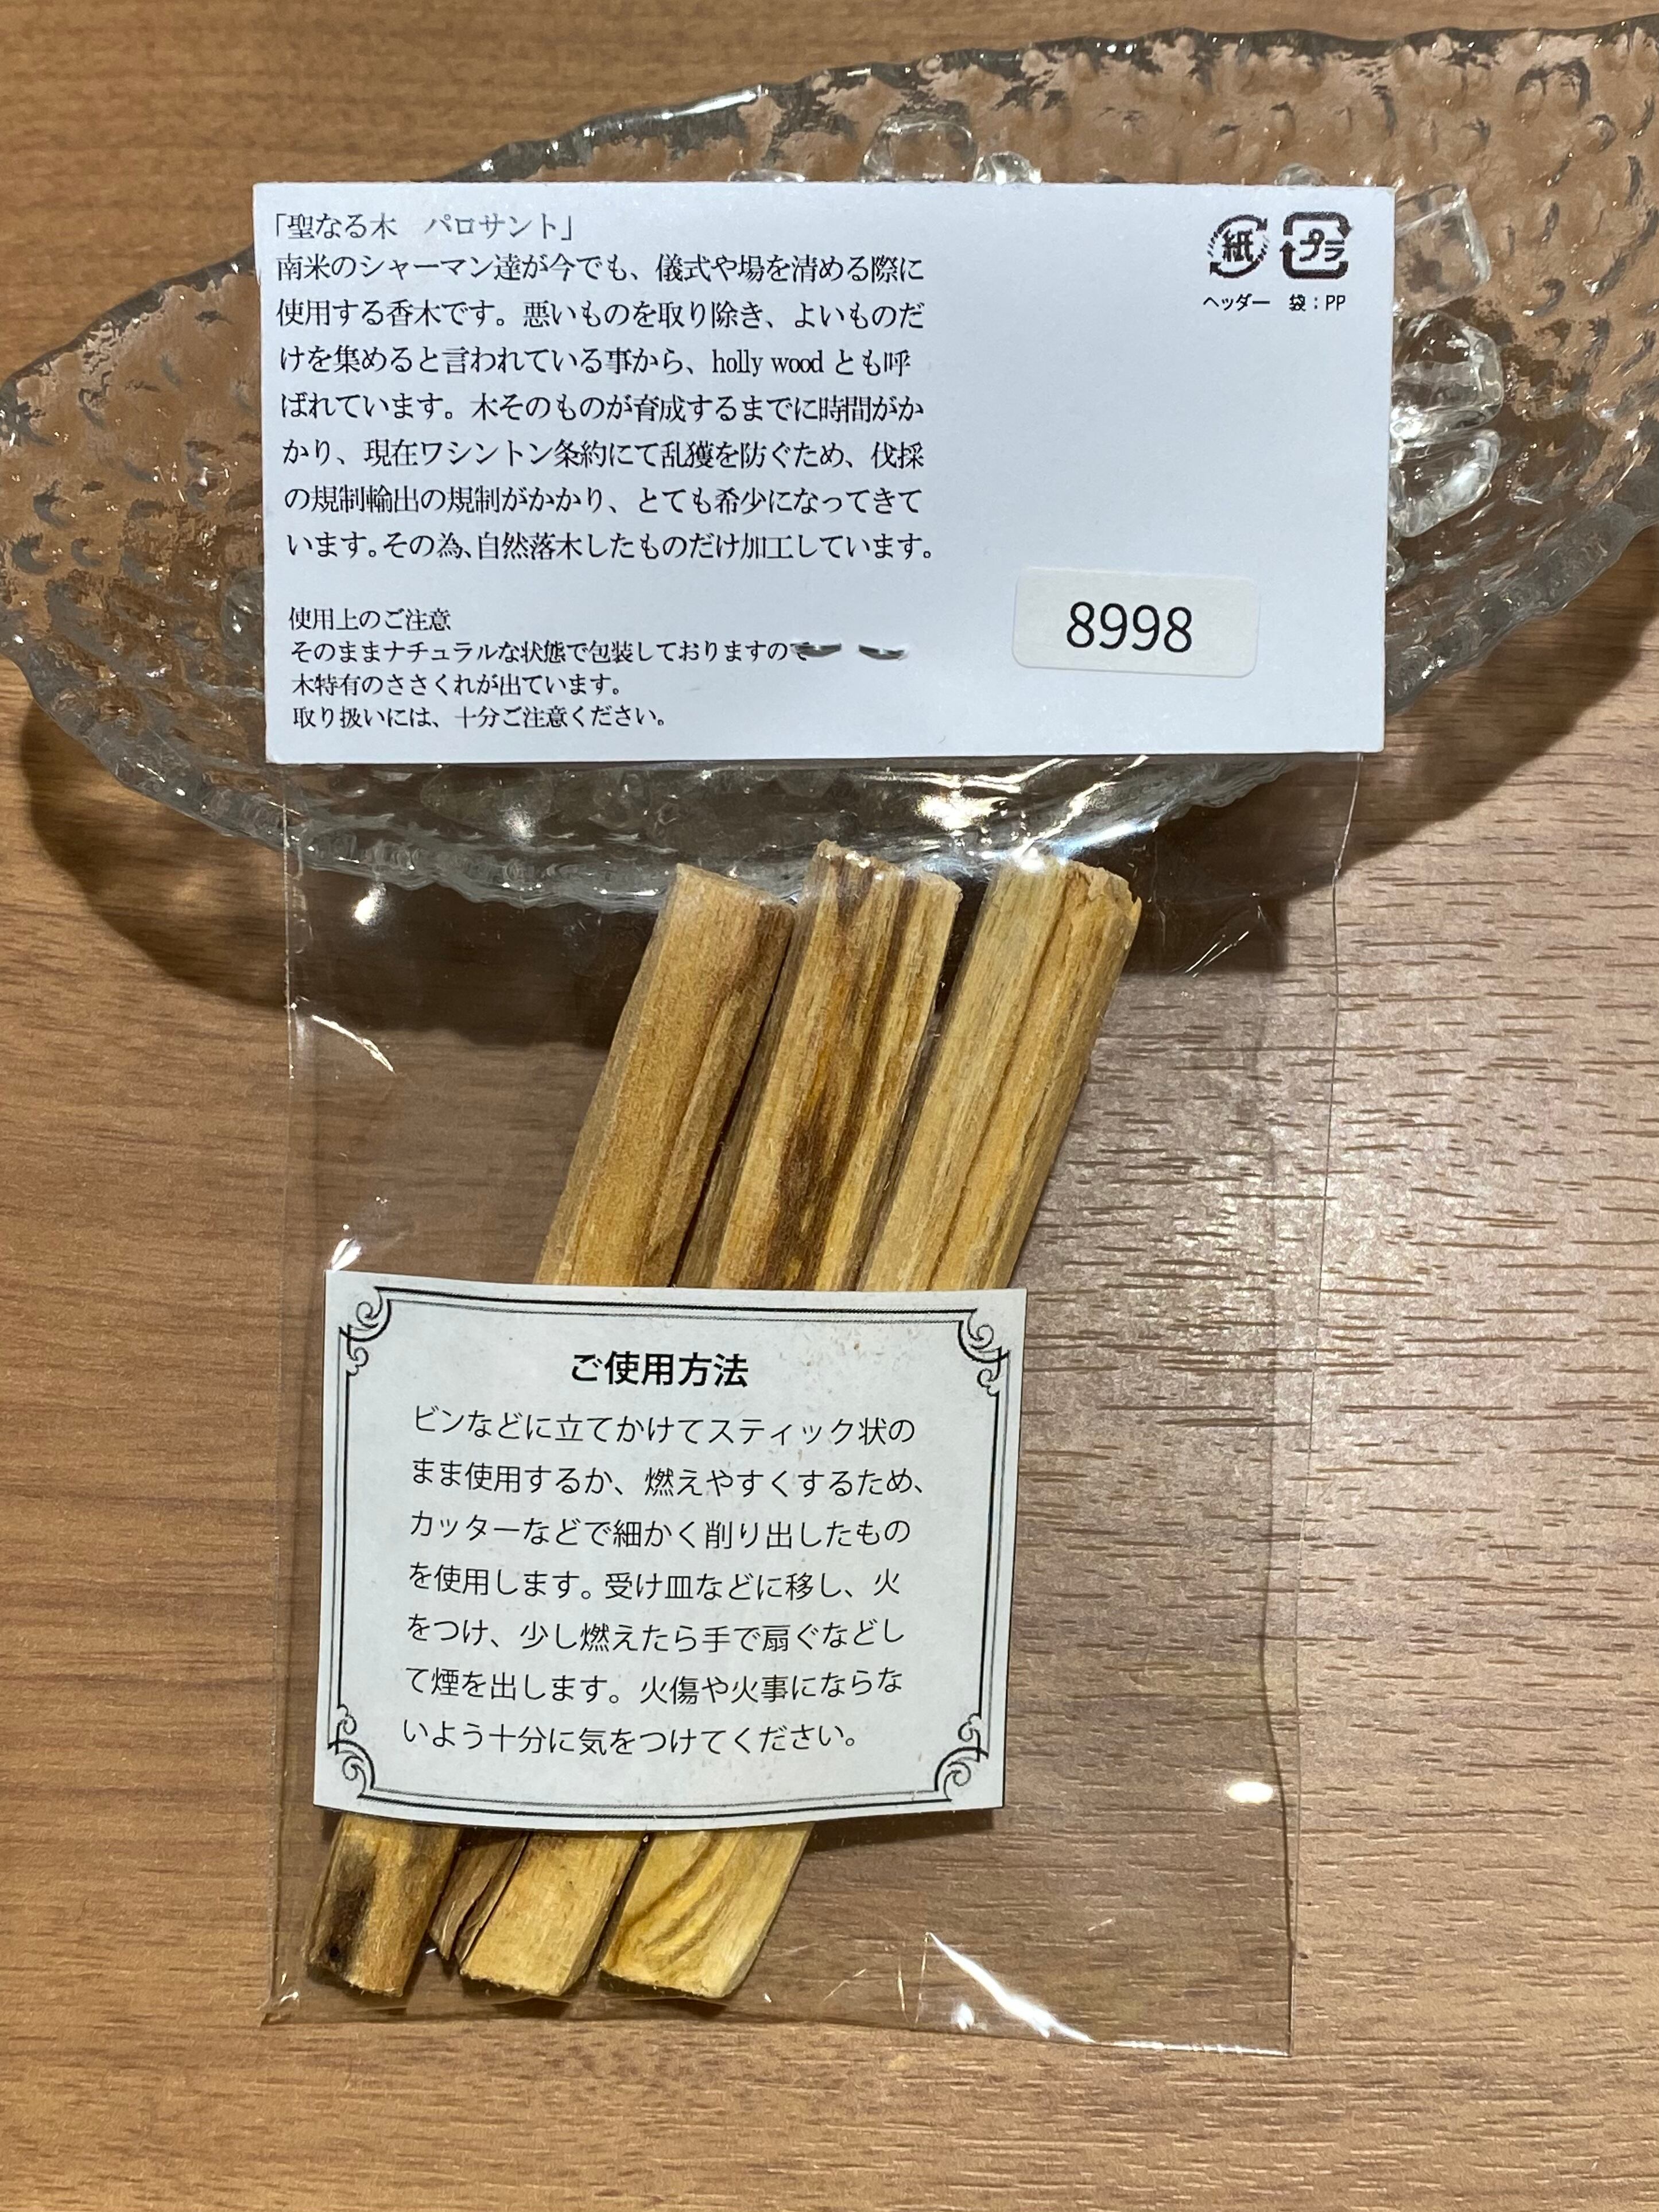 「聖なる木　パロサント」
南米のシャーマン達が今でも、儀式や場を清める際に
使用する香木です。悪いものを取り除き、よいものだ
けを集めると言われている事から、holly wood とも呼
ばれています。木そのものが育成するまでに時間がか
かり、現在ワシントン条約にて乱獲を防ぐため、伐採
の規制輸出の規制がかかり、とても希少になってきて
います。その為、自然落木したものだけ加工しています。
紙 プラ
ヘッダー 袋：PP
使用上のご注意
そのままナチュラルな状態で包装しておりますので
木特有のささくれが出ています。
取り扱いには、十分ご注意ください。
8998
ご使用方法
ビンなどに立てかけてスティック状の
まま使用するか、燃えやすくするため、
カッターなどで細かく削り出したもの
を使用します。受け皿などに移し、火
をつけ、少し燃えたら手で扇ぐなどし
て煙を出します。火傷や火事にならな
いよう十分に気をつけてください。